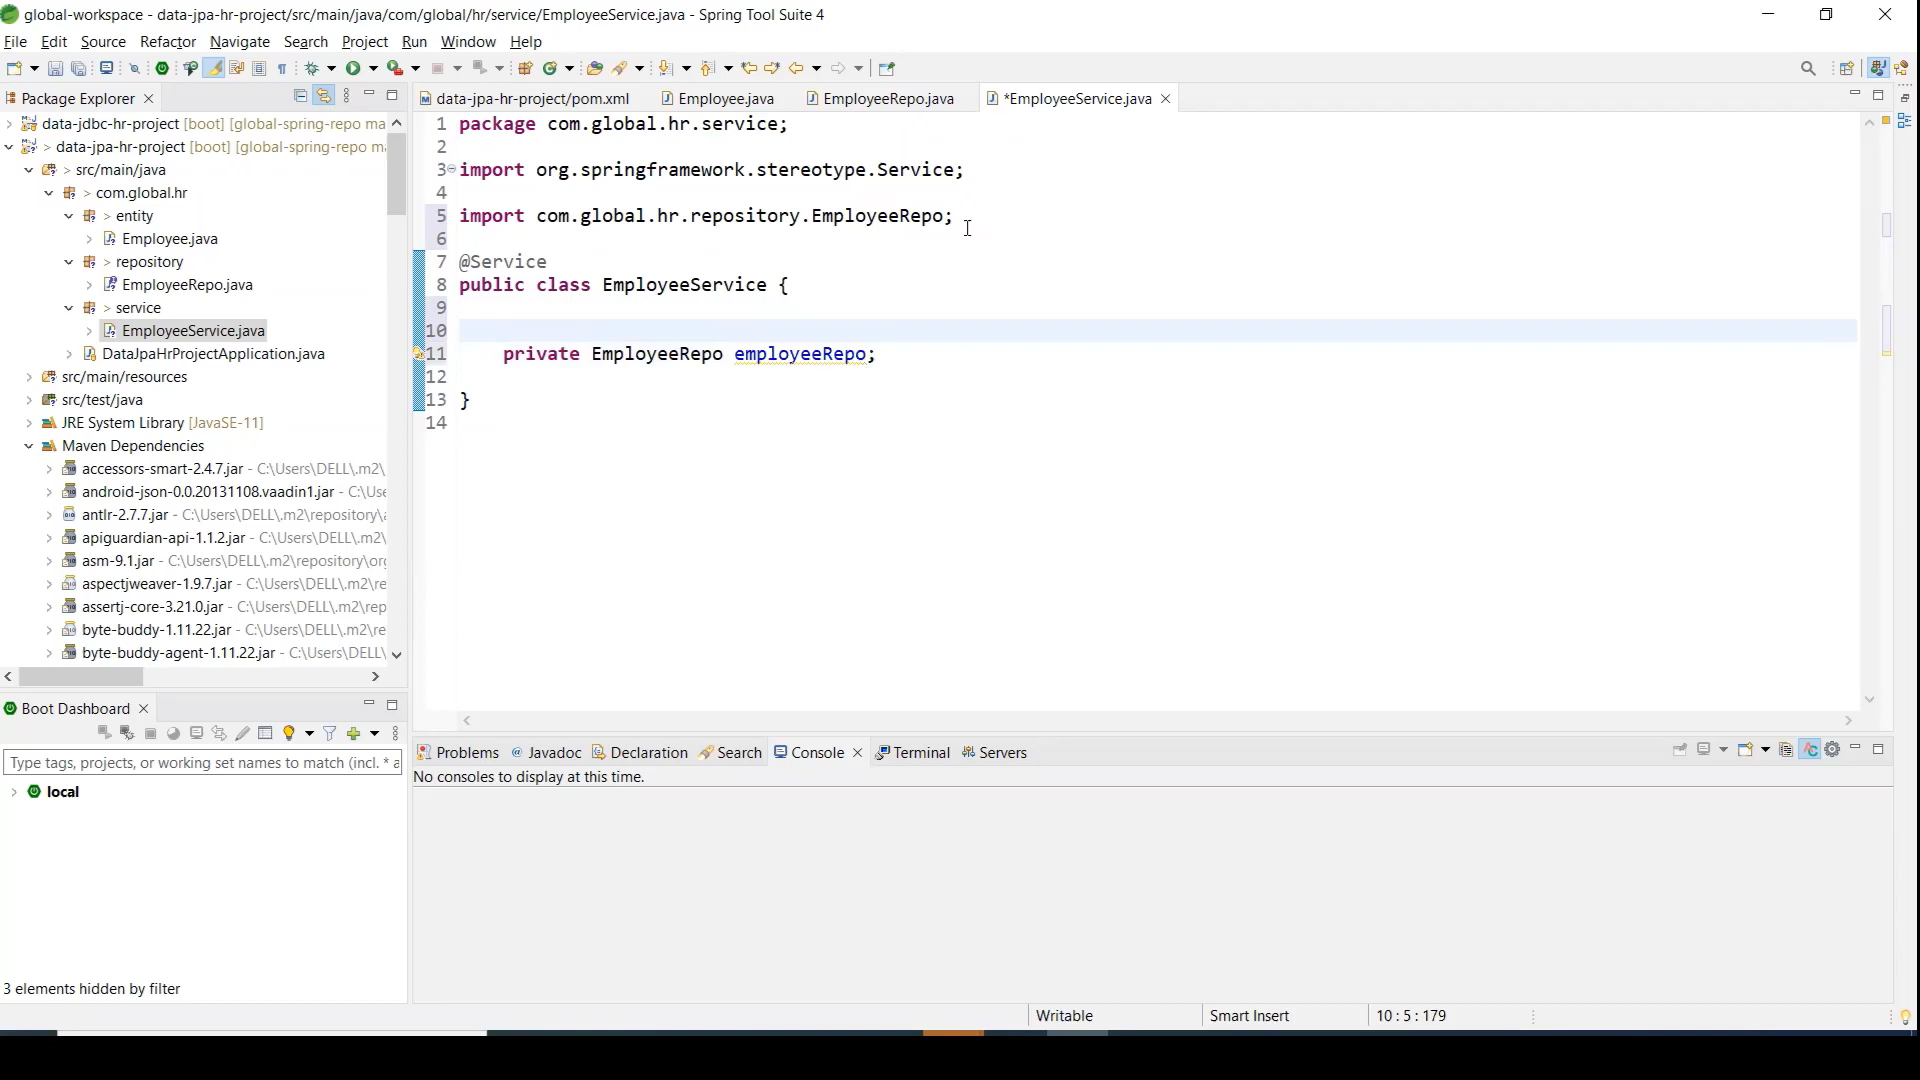 global-workspace - data-jpa-hr-project/src/main/java/com/global/hr/service/EmployeeService.java - Spring Tool Suite 4
File Edit Source Refactor Navigate Search Project Run Window Help
Package Explorer
data-jdbc-hr-project [boot] [global-spring-repo ma
> data-jpa-hr-project [boot] [global-spring-repo m
> src/main/java
> com.global.hr
> entity
Employee.java
> repository
EmployeeRepo.java
> service
EmployeeService.java
DataJpaHrProjectApplication.java
src/main/resources
src/test/java
JRE System Library [JavaSE-11]
Maven Dependencies
accessors-smart-2.4.7.jar - C:\Users\DELL\.m2\
android-json-0.0.20131108.vaadin1.jar - C:\Use
antlr-2.7.7.jar - C:\Users\DELL\.m2\repository\a
apiguardian-api-1.1.2.jar - C:\Users\DELL\.m2\
asm-9.1.jar - C:\Users\DELL\.m2\repository\org
aspectjweaver-1.9.7.jar - C:\Users\DELL\.m2\re
assertj-core-3.21.0.jar - C:\Users\DELL\.m2\rep
byte-buddy-1.11.22.jar - C:\Users\DELL\.m2\re
byte-buddy-agent-1.11.22.jar - C:\Users\DELL\
data-jpa-hr-project/pom.xml Employee.java EmployeeRepo.java *EmployeeService.java
1 package com.global.hr.service;
2
3 import org.springframework.stereotype.Service;
4
5 import com.global.hr.repository.EmployeeRepo;
6
7 @Service
8 public class EmployeeService {
9
10
11 private EmployeeRepo employeeRepo;
12
13 }
14
Boot Dashboard
Type tags, projects, or working set names to match (incl. * a
local
3 elements hidden by filter
Problems Javadoc Declaration Search Console Terminal Servers
No consoles to display at this time.
Writable Smart Insert 10 : 5 : 179